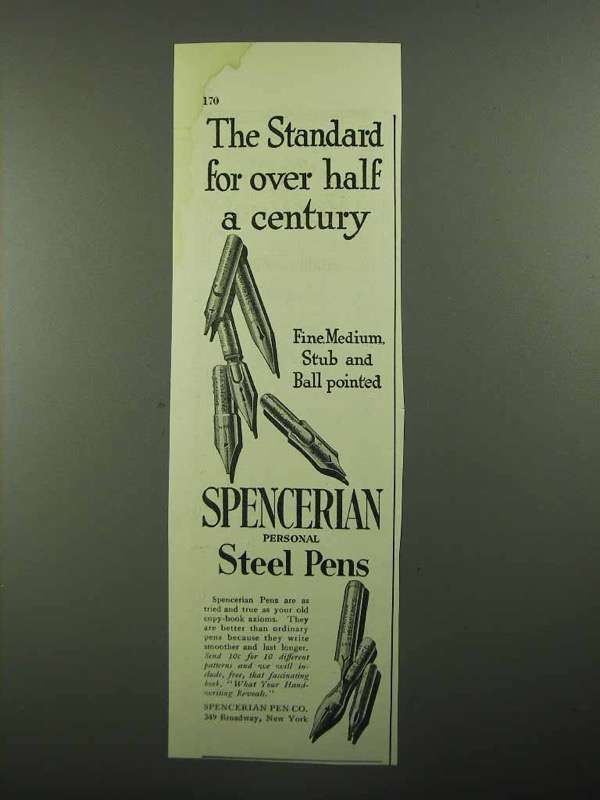 170
The Standard
for over half
a century
Fine, Medium,
Stub and
Ball pointed
SPENCERIAN
PERSONAL
Steel Pens
Spencerian Pens are as
tried and true as your old
copy-book axioms. They
are better than ordinary
pens because they write
smoother and last longer.
Send 10c for 10 different
patterns and we will in-
clude, free, that fascinating
book, "What Your Hand-
writing Reveals."
SPENCERIAN PEN CO.
349 Broadway, New York